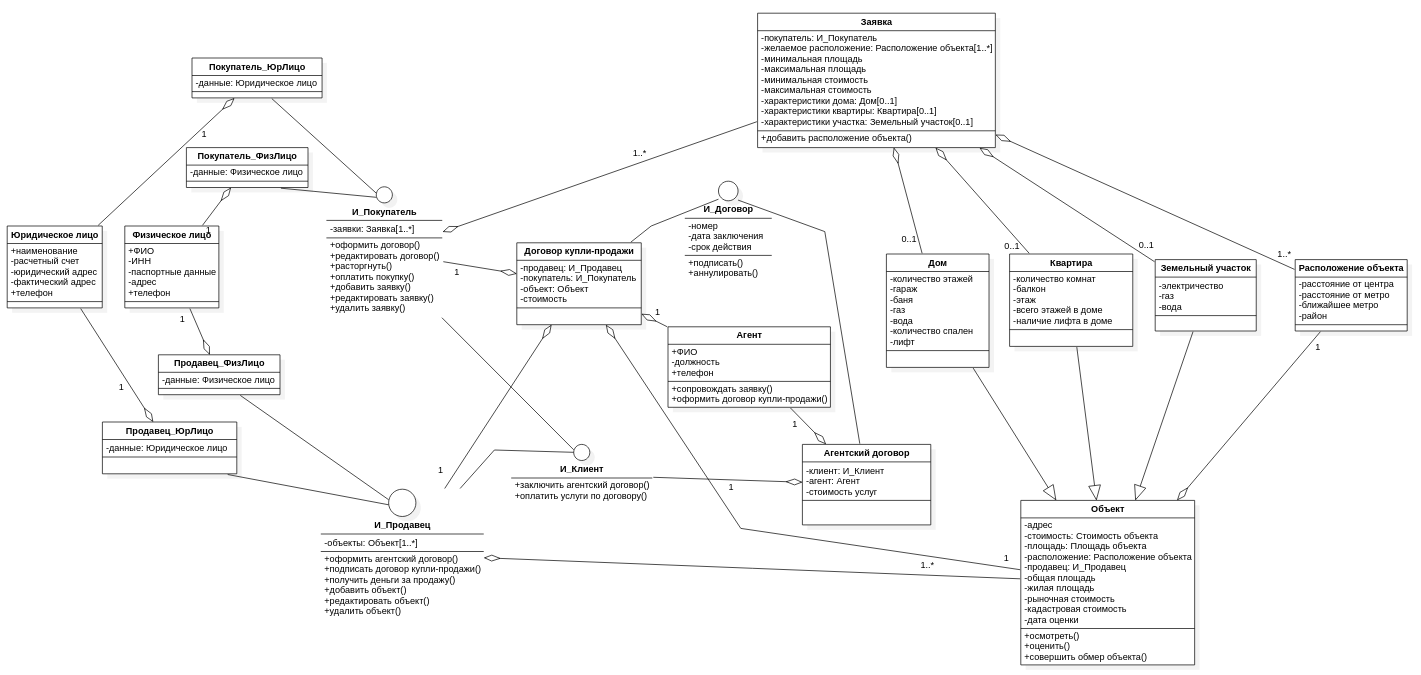 Заявка
-покупатель: И_Покупатель
-желаемое расположение: Расположение объекта[1..*]
-минимальная площадь
-максимальная площадь
-минимальная стоимость
-максимальная стоимость
-характеристики дома: Дом[0..1]
-характеристики квартиры: Квартира[0..1]
-характеристики участка: Земельный участок[0..1]
+добавить расположение объекта()
Покупатель_ЮрЛицо
-данные: Юридическое лицо
1
Покупатель_ФизЛицо
-данные: Физическое лицо
1
1..*
И_Покупатель
-заявки: Заявка[1..*]
+оформить договор()
+редактировать договор()
+расторгнуть()
+оплатить покупку()
+добавить заявку()
+редактировать заявку()
+удалить заявку()
И_Договор
-номер
-дата заключения
-срок действия
+подписать()
+аннулировать()
Юридическое лицо
+наименование
-расчетный счет
-юридический адрес
-фактический адрес
+телефон
Физическое лицо
+ФИО
-ИНН
-паспортные данные
-адрес
+телефон
1
1
Договор купли-продажи
-продавец: И_Продавец
-покупатель: И_Покупатель
-объект: Объект
-стоимость
1
1
0..1
0..1
0..1
1..*
Дом
-количество этажей
-гараж
-баня
-газ
-вода
-количество спален
-лифт
Квартира
-количество комнат
-балкон
-этаж
-всего этажей в доме
-наличие лифта в доме
Земельный участок
-электричество
-газ
-вода
Расположение объекта
-расстояние от центра
-расстояние от метро
-ближайшее метро
-район
1
Агент
+ФИО
-должность
+телефон
+сопровождать заявку()
+оформить договор купли-продажи()
1
Продавец_ФизЛицо
-данные: Физическое лицо
Продавец_ЮрЛицо
-данные: Юридическое лицо
Агентский договор
-клиент: И_Клиент
-агент: Агент
-стоимость услуг
1
И_Клиент
+заключить агентский договор()
+оплатить услуги по договору()
1
И_Продавец
-объекты: Объект[1..*]
+оформить агентский договор()
+подписать договор купли-продажи()
+получить деньги за продажу()
+добавить объект()
+редактировать объект()
+удалить объект()
1
1..*
Объект
-адрес
-стоимость: Стоимость объекта
-площадь: Площадь объекта
-расположение: Расположение объекта
-продавец: И_Продавец
-общая площадь
-жилая площадь
-рыночная стоимость
-кадастровая стоимость
-дата оценки
+осмотреть()
+оценить()
+совершить обмер объекта()